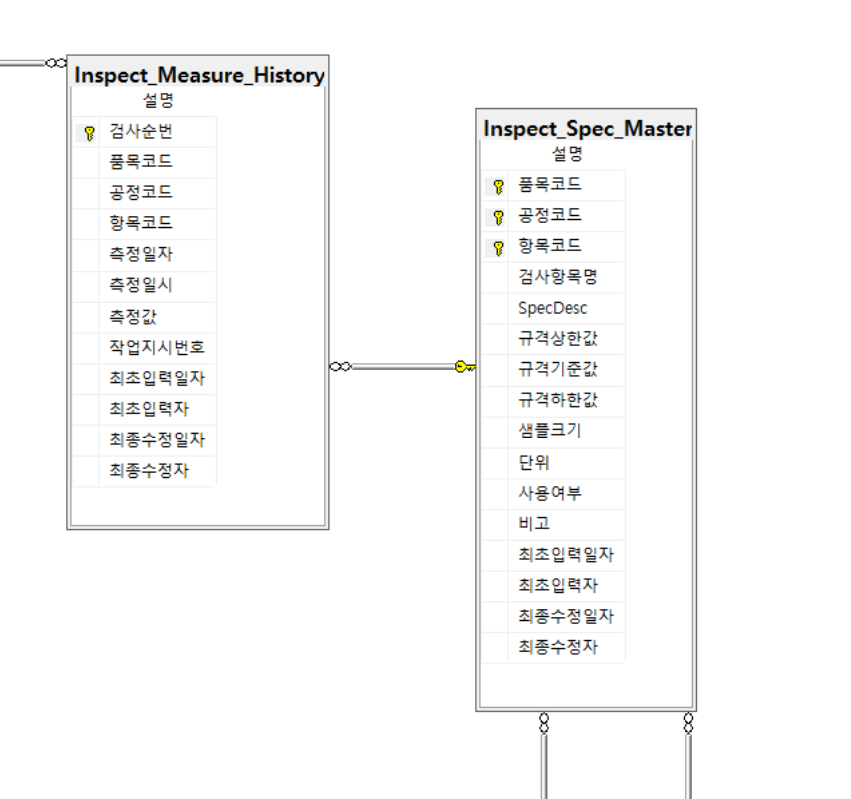 Inspect_Measure_History
설명
검사순번
품목코드
공정코드
항목코드
측정일자
측정일시
측정값
작업지시번호
최초입력일자
최초입력자
최종수정일자
최종수정자
Inspect_Spec_Master
설명
품목코드
공정코드
항목코드
검사항목명
SpecDesc
규격상한값
규격기준값
규격하한값
샘플크기
단위
사용여부
비고
최초입력일자
최초입력자
최종수정일자
최종수정자